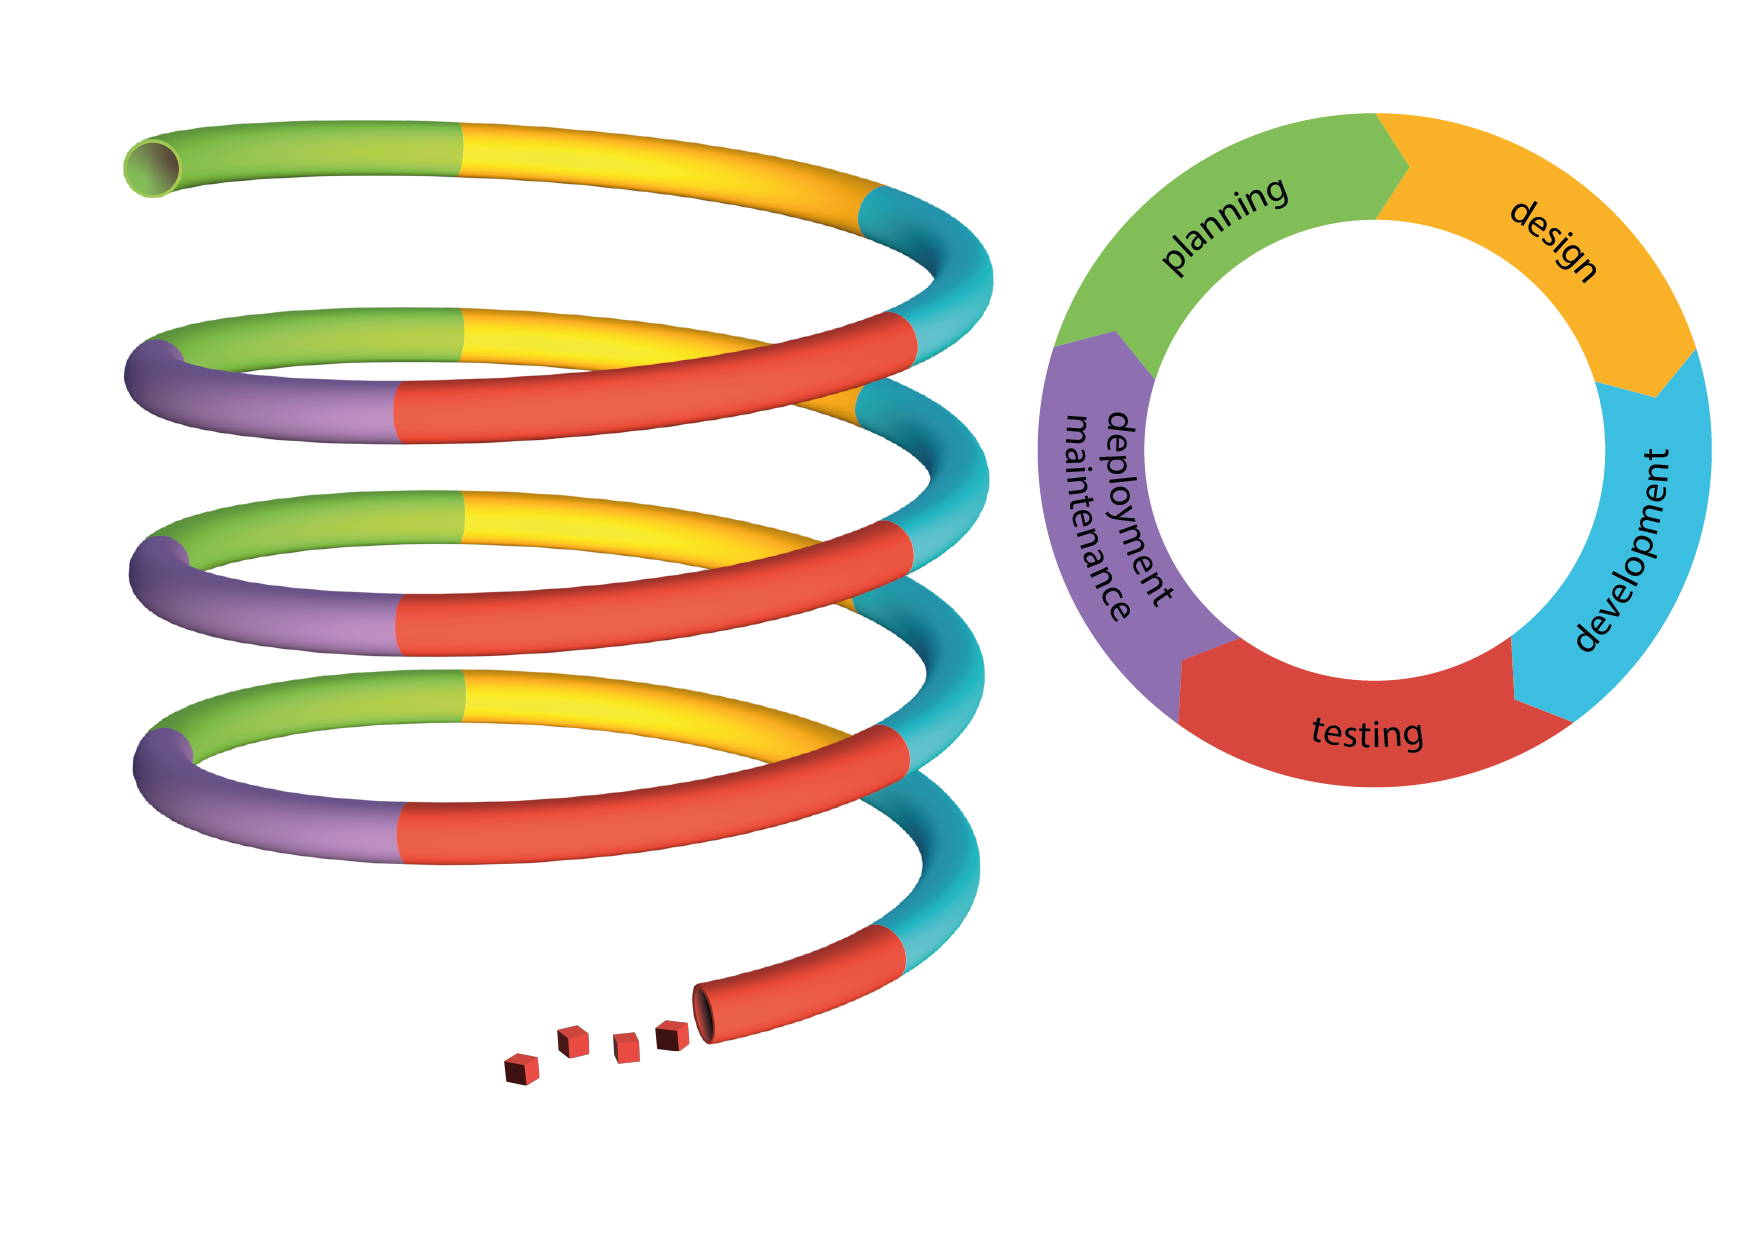 planning
design
development
testing
deployment
maintenance